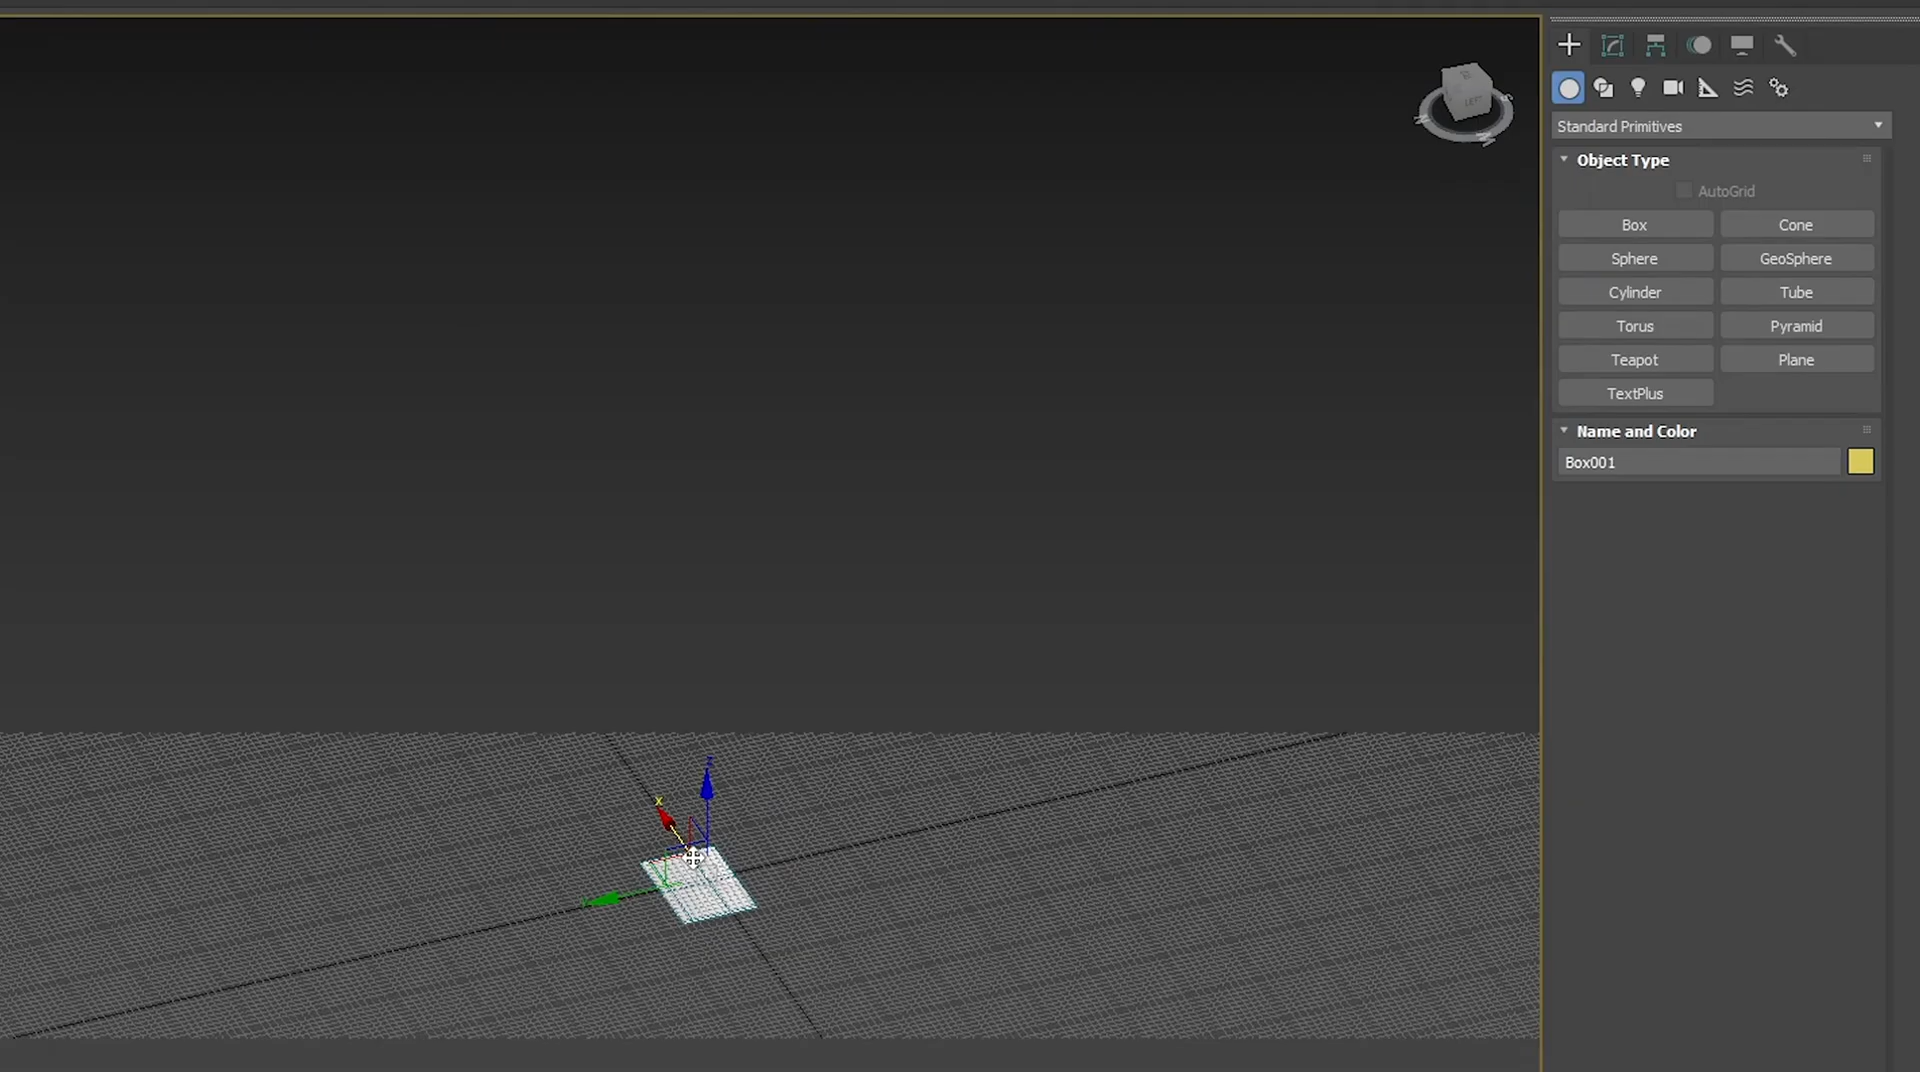 LEFT
Standard Primitives
Object Type
AutoGrid
Box Cone
Sphere GeoSphere
Cylinder Tube
Torus Pyramid
Teapot Plane
TextPlus
Name and Color
Box001
z
x